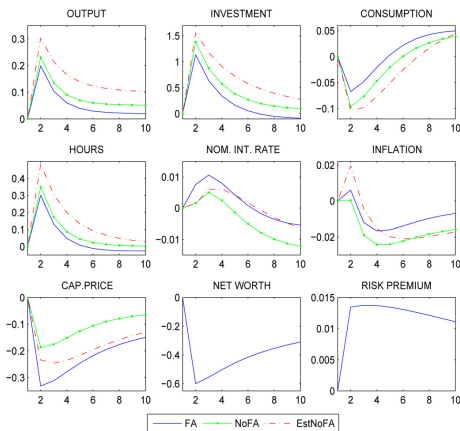 OUTPUT
0.3
0.2
0.1
0
2 4 6 8 10
INVESTMENT
1.5
1
0.5
0
2 4 6 8 10
CONSUMPTION
0.05
0
−0.05
−0.1
2 4 6 8 10
HOURS
0.4
0.3
0.2
0.1
0
2 4 6 8 10
NOM. INT. RATE
0.01
0
−0.01
2 4 6 8 10
INFLATION
0.02
0
−0.02
2 4 6 8 10
CAP.PRICE
0
−0.1
−0.2
−0.3
2 4 6 8 10
NET WORTH
0
−0.2
−0.4
−0.6
2 4 6 8 10
RISK PREMIUM
0.015
0.01
0.005
0
2 4 6 8 10
FA NoFA EstNoFA